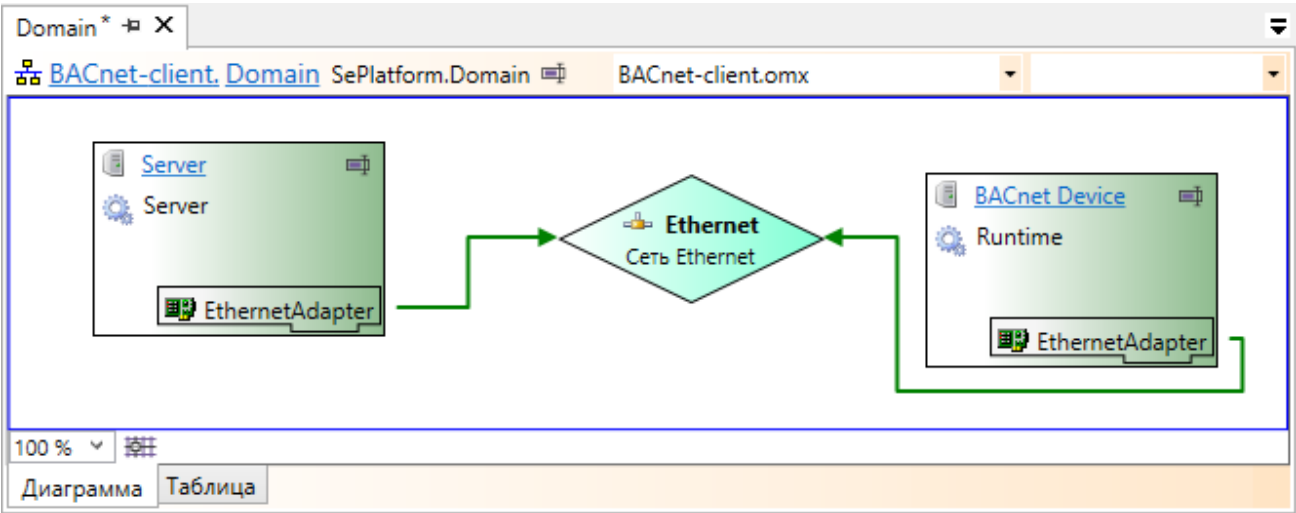 Domain*
BACnet-client. Domain SePlatform.Domain BACnet-client.omx
Server
Server
EthernetAdapter
Ethernet
Сеть Ethernet
BACnet Device
Runtime
EthernetAdapter
100 %
Диаграмма Таблица